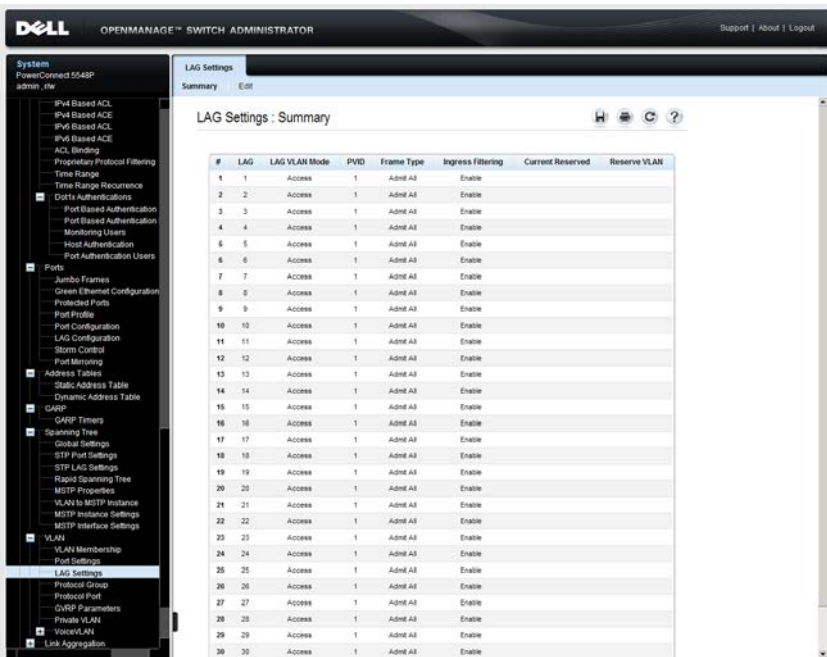 DELL OPENMANAGE™ SWITCH ADMINISTRATOR
Support | About | Logout
System
PowerConnect 5548P
admin , r/w
IPv4 Based ACL
IPv4 Based ACE
IPv6 Based ACL
IPv6 Based ACE
ACL Binding
Proprietary Protocol Filtering
Time Range
Time Range Recurrence
Dot1x Authentications
Port Based Authentication
Port Based Authentication
Monitoring Users
Host Authentication
Port Authentication Users
Ports
Jumbo Frames
Green Ethernet Configuration
Protected Ports
Port Profile
Port Configuration
LAG Configuration
Storm Control
Port Mirroring
Address Tables
Static Address Table
Dynamic Address Table
GARP
GARP Timers
Spanning Tree
Global Settings
STP Port Settings
STP LAG Settings
Rapid Spanning Tree
MSTP Properties
VLAN to MSTP Instance
MSTP Instance Settings
MSTP Interface Settings
VLAN
VLAN Membership
Port Settings
LAG Settings
Protocol Group
Protocol Port
GVRP Parameters
Private VLAN
VoiceVLAN
Link Aggregation
LAG Settings
Summary Edit
LAG Settings : Summary
# LAG LAG VLAN Mode PVID Frame Type Ingress Filtering Current Reserved Reserve VLAN
1 1 Access 1 Admit All Enable
2 2 Access 1 Admit All Enable
3 3 Access 1 Admit All Enable
4 4 Access 1 Admit All Enable
5 5 Access 1 Admit All Enable
6 6 Access 1 Admit All Enable
7 7 Access 1 Admit All Enable
8 8 Access 1 Admit All Enable
9 9 Access 1 Admit All Enable
10 10 Access 1 Admit All Enable
11 11 Access 1 Admit All Enable
12 12 Access 1 Admit All Enable
13 13 Access 1 Admit All Enable
14 14 Access 1 Admit All Enable
15 15 Access 1 Admit All Enable
16 16 Access 1 Admit All Enable
17 17 Access 1 Admit All Enable
18 18 Access 1 Admit All Enable
19 19 Access 1 Admit All Enable
20 20 Access 1 Admit All Enable
21 21 Access 1 Admit All Enable
22 22 Access 1 Admit All Enable
23 23 Access 1 Admit All Enable
24 24 Access 1 Admit All Enable
25 25 Access 1 Admit All Enable
26 26 Access 1 Admit All Enable
27 27 Access 1 Admit All Enable
28 28 Access 1 Admit All Enable
29 29 Access 1 Admit All Enable
30 30 Access 1 Admit All Enable